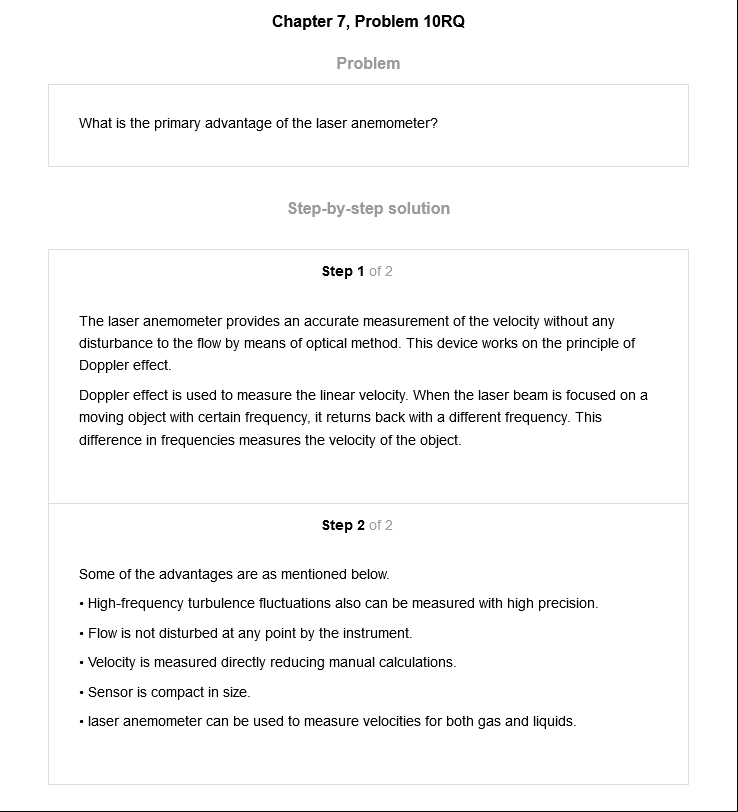 Chapter 7, Problem 10RQ
Problem
What is the primary advantage of the laser anemometer?
Step-by-step solution
Step 1 of 2
The laser anemometer provides an accurate measurement of the velocity without any
disturbance to the flow by means of optical method. This device works on the principle of
Doppler effect.
Doppler effect is used to measure the linear velocity. When the laser beam is focused on a
moving object with certain frequency, it returns back with a different frequency. This
difference in frequencies measures the velocity of the object.
Step 2 of 2
Some of the advantages are as mentioned below.
• High-frequency turbulence fluctuations also can be measured with high precision.
• Flow is not disturbed at any point by the instrument.
• Velocity is measured directly reducing manual calculations.
• Sensor is compact in size.
• laser anemometer can be used to measure velocities for both gas and liquids.